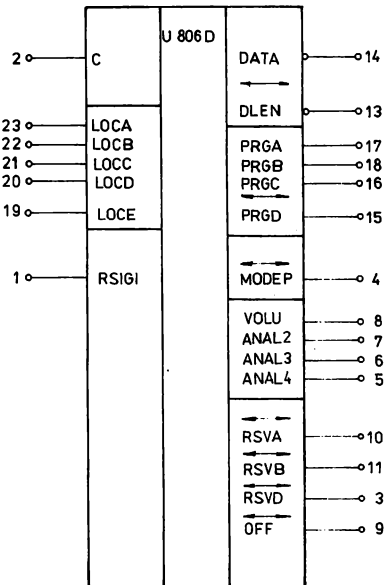 U 806 D
2 C DATA 14
DLEN 13
23 LOCA PRGA 17
22 LOCB PRGB 18
21 LOCC PRGC 16
20 LOCD
19 LOCE PRGD 15
1 RSIGI MODEP 4
VOLU 8
ANAL2 7
ANAL3 6
ANAL4 5
RSVA 10
RSVB 11
RSVD 3
OFF 9